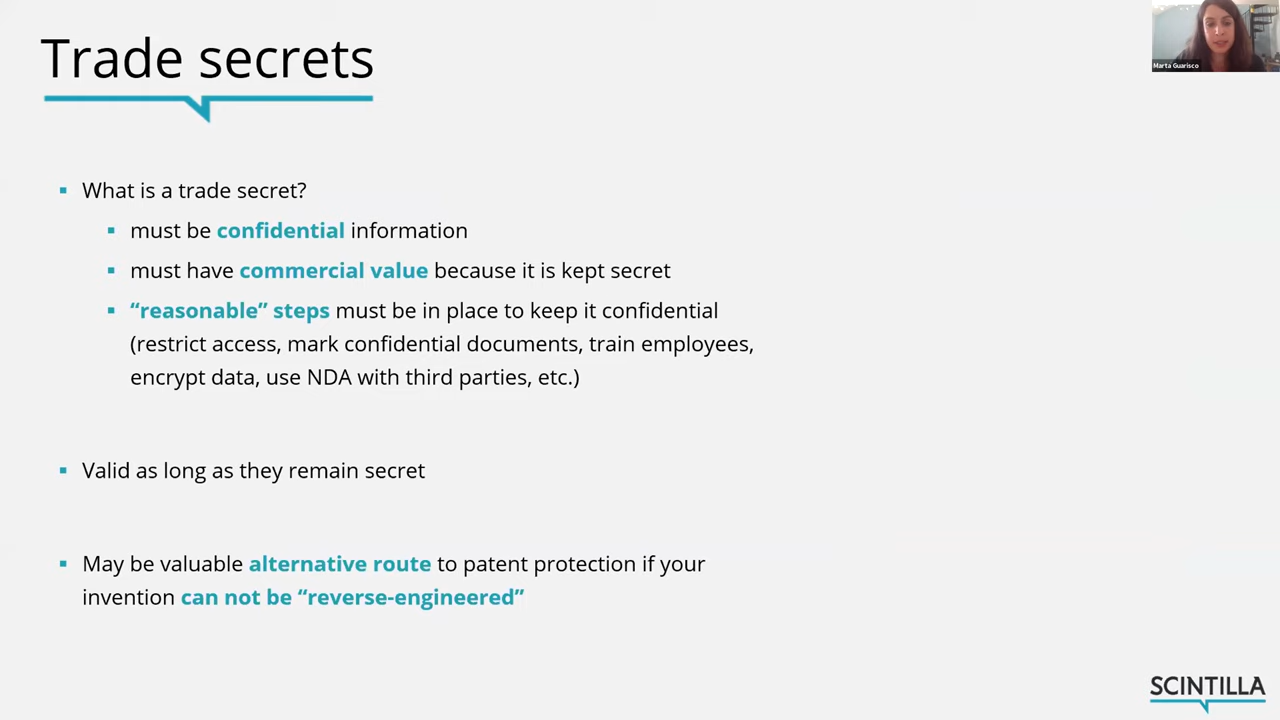 Trade secrets
Marta Guarisco
What is a trade secret?
must be confidential information
must have commercial value because it is kept secret
“reasonable” steps must be in place to keep it confidential
(restrict access, mark confidential documents, train employees,
encrypt data, use NDA with third parties, etc.)
Valid as long as they remain secret
May be valuable alternative route to patent protection if your
invention can not be “reverse-engineered”
SCINTILLA